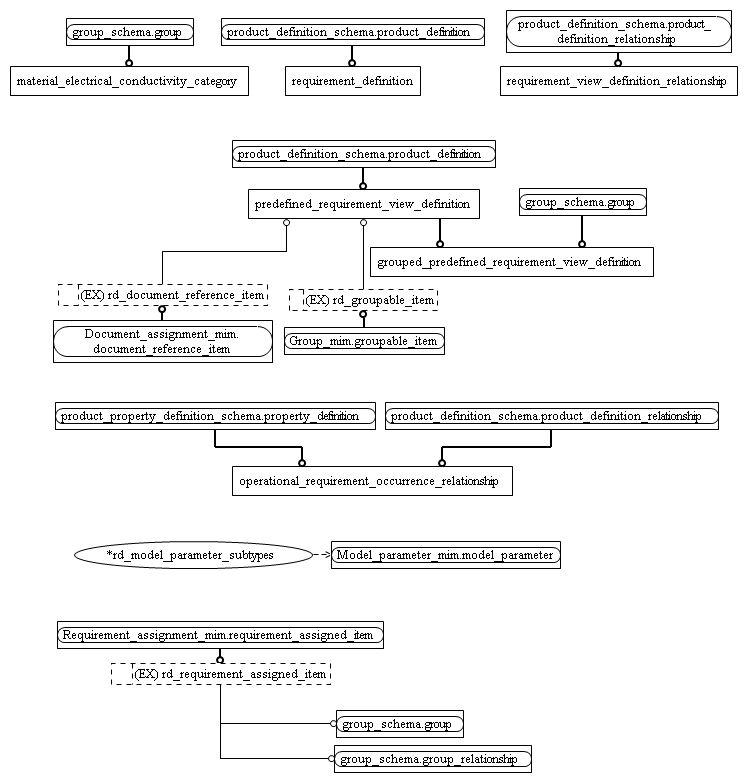 group_schema.group
product_definition_schema.product_definition
product_definition_schema.product_
definition_relationship
material_electrical_conductivity_category
requirement_definition
requirement_view_definition_relationship
product_definition_schema.product_definition
predefined_requirement_view_definition
group_schema.group
grouped_predefined_requirement_view_definition
(EX) rd_document_reference_item
(EX) rd_groupable_item
Document_assignment_mim.
document_reference_item
Group_mim.groupable_item
product_property_definition_schema.property_definition
product_definition_schema.product_definition_relationship
operational_requirement_occurrence_relationship
*rd_model_parameter_subtypes
Model_parameter_mim.model_parameter
Requirement_assignment_mim.requirement_assigned_item
(EX) rd_requirement_assigned_item
group_schema.group
group_schema.group_relationship